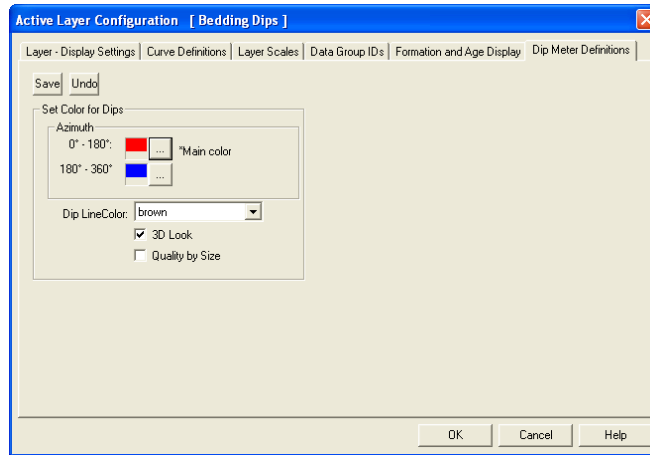 Active Layer Configuration [ Bedding Dips ]
Layer - Display Settings Curve Definitions Layer Scales Data Group IDs Formation and Age Display Dip Meter Definitions
Save Undo
Set Color for Dips
Azimuth
0° - 180°: ... "Main color
180° - 360° ...
Dip LineColor: brown
3D Look
Quality by Size
OK Cancel Help